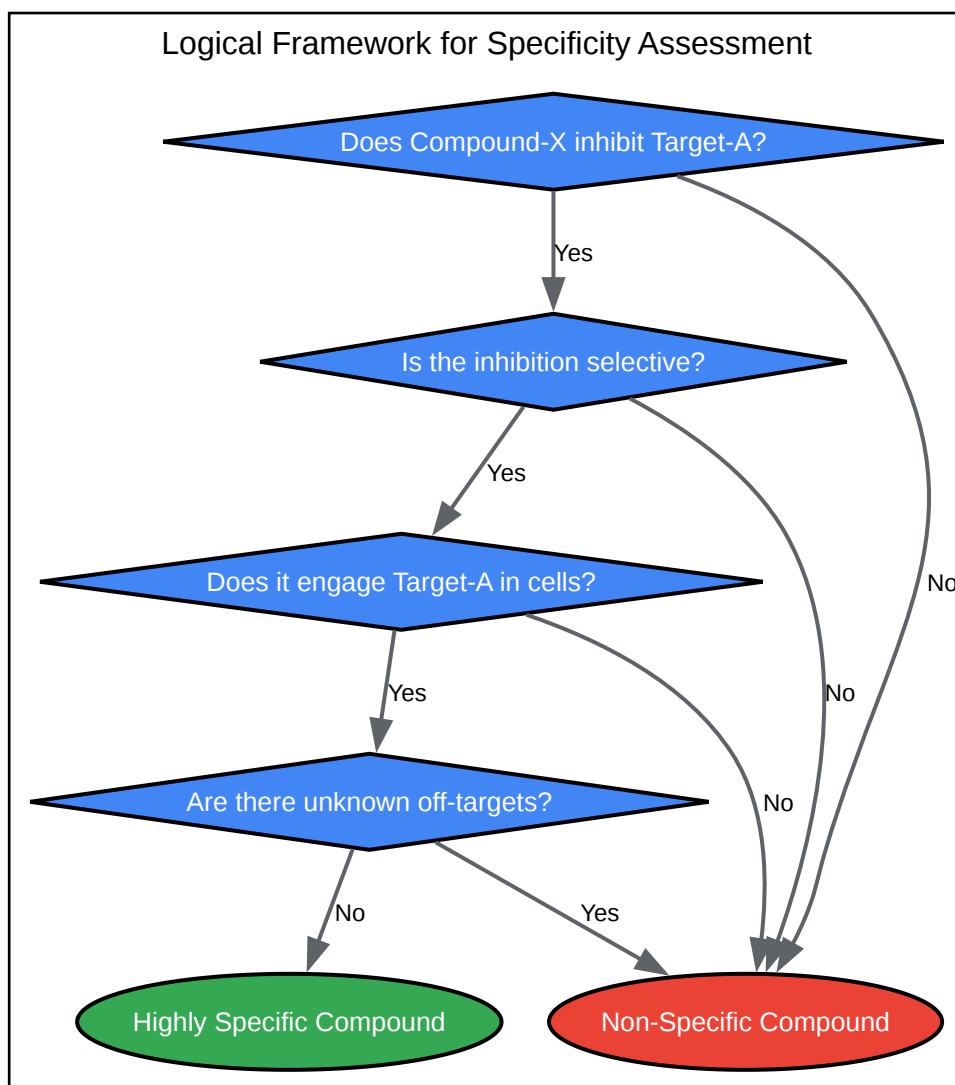 Logical Framework for Specificity Assessment
Does Compound-X inhibit Target-A?
Yes
Is the inhibition selective?
Yes
Does it engage Target-A in cells?
No
Yes
No
Are there unknown off-targets?
No
No
Yes
Highly Specific Compound
Non-Specific Compound